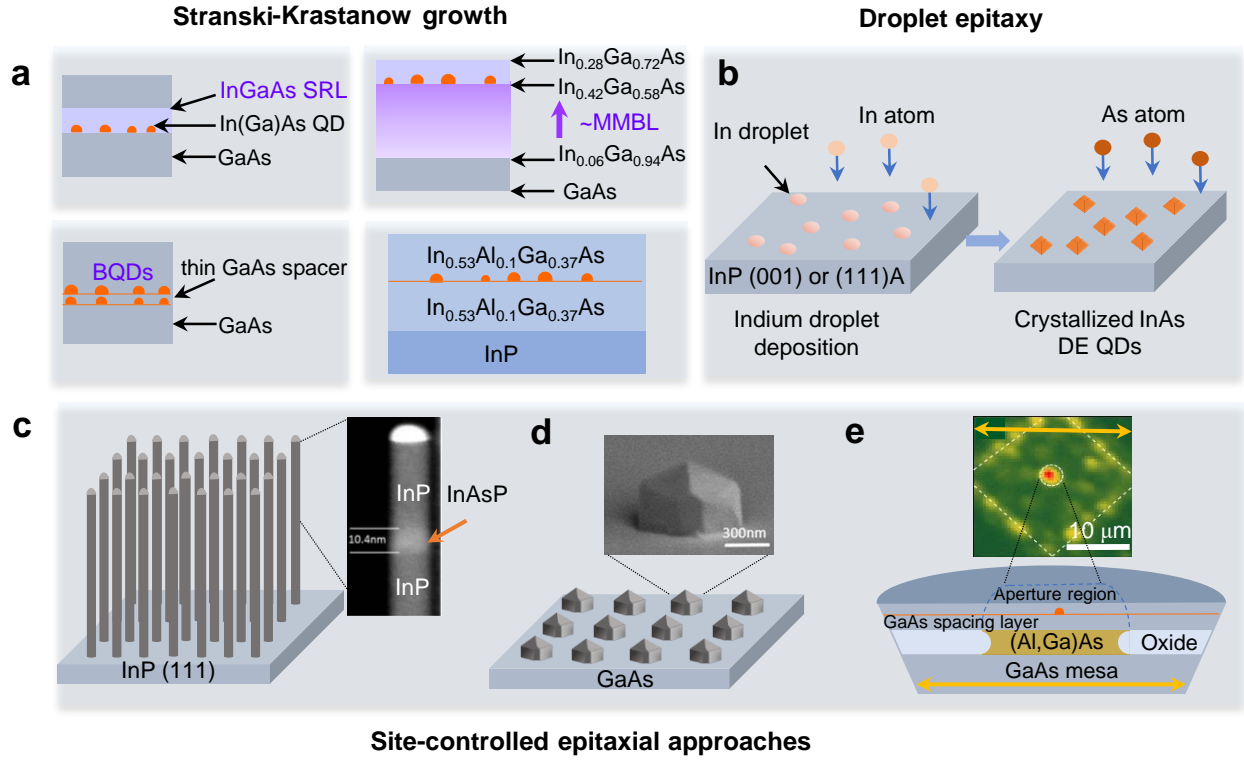 Stranski-Krastanow growth
Droplet epitaxy
a
InGaAs SRL
In(Ga)As QD
GaAs
In0.28Ga0.72As
In0.42Ga0.58As
~MMBL
In0.06Ga0.94As
GaAs
BQDs
thin GaAs spacer
GaAs
In0.53Al0.1Ga0.37As
In0.53Al0.1Ga0.37As
InP
b
In droplet
In atom
As atom
InP (001) or (111)A
Indium droplet
deposition
Crystallized InAs
DE QDs
c
InP
InAsP
10.4nm
InP
InP (111)
d
300nm
GaAs
e
10 μm
Aperture region
GaAs spacing layer
(Al,Ga)As
Oxide
GaAs mesa
Site-controlled epitaxial approaches